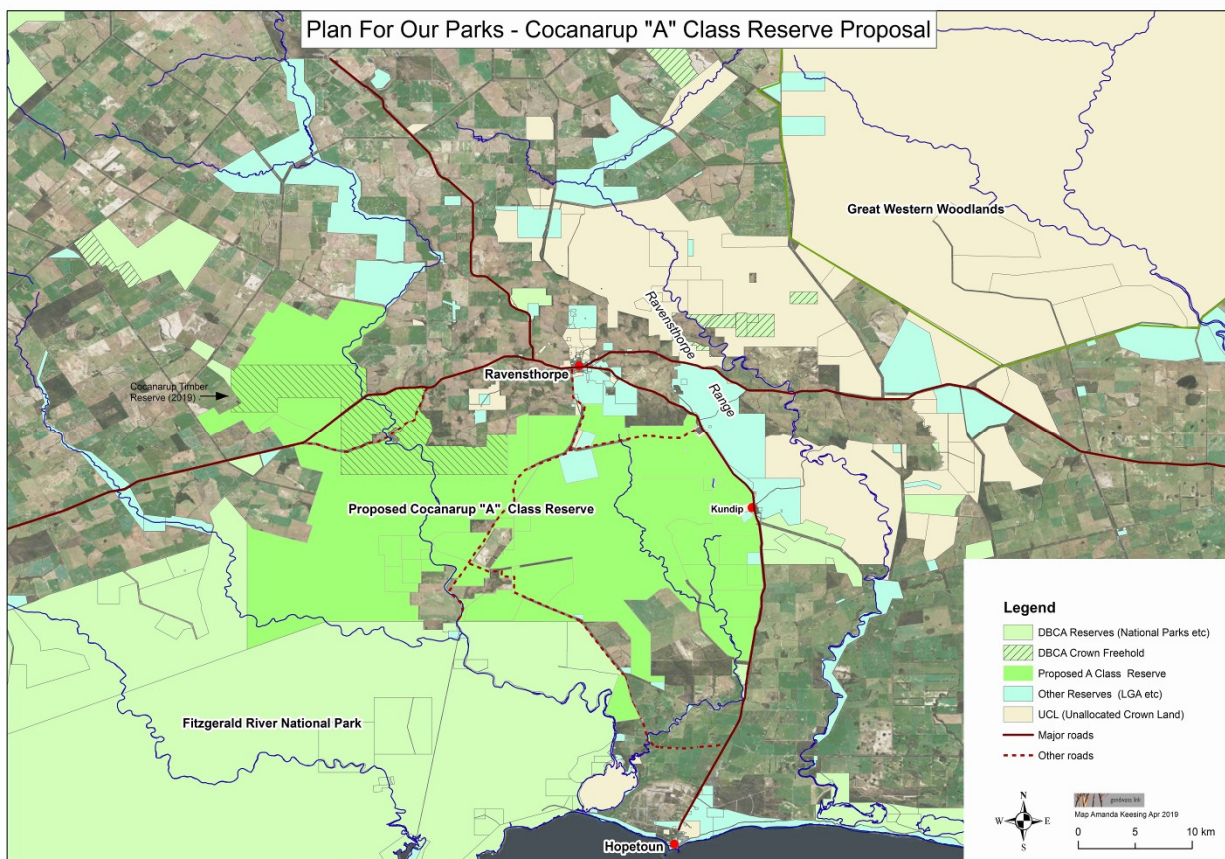 Plan For Our Parks - Cocanarup "A" Class Reserve Proposal
Great Western Woodlands
Ravensthorpe
Range
Ravensthorpe
Cocanarup Timber
Reserve (2019)
Proposed Cocanarup "A" Class Reserve
Kundip
Fitzgerald River National Park
Hopetoun
Legend
DBCA Reserves (National Parks etc)
DBCA Crown Freehold
Proposed A Class Reserve
Other Reserves (LGA etc)
UCL (Unallocated Crown Land)
Major roads
Other roads
N
W E
S
gondwana link
Map Amanda Keesing Apr 2019
0 5 10 km